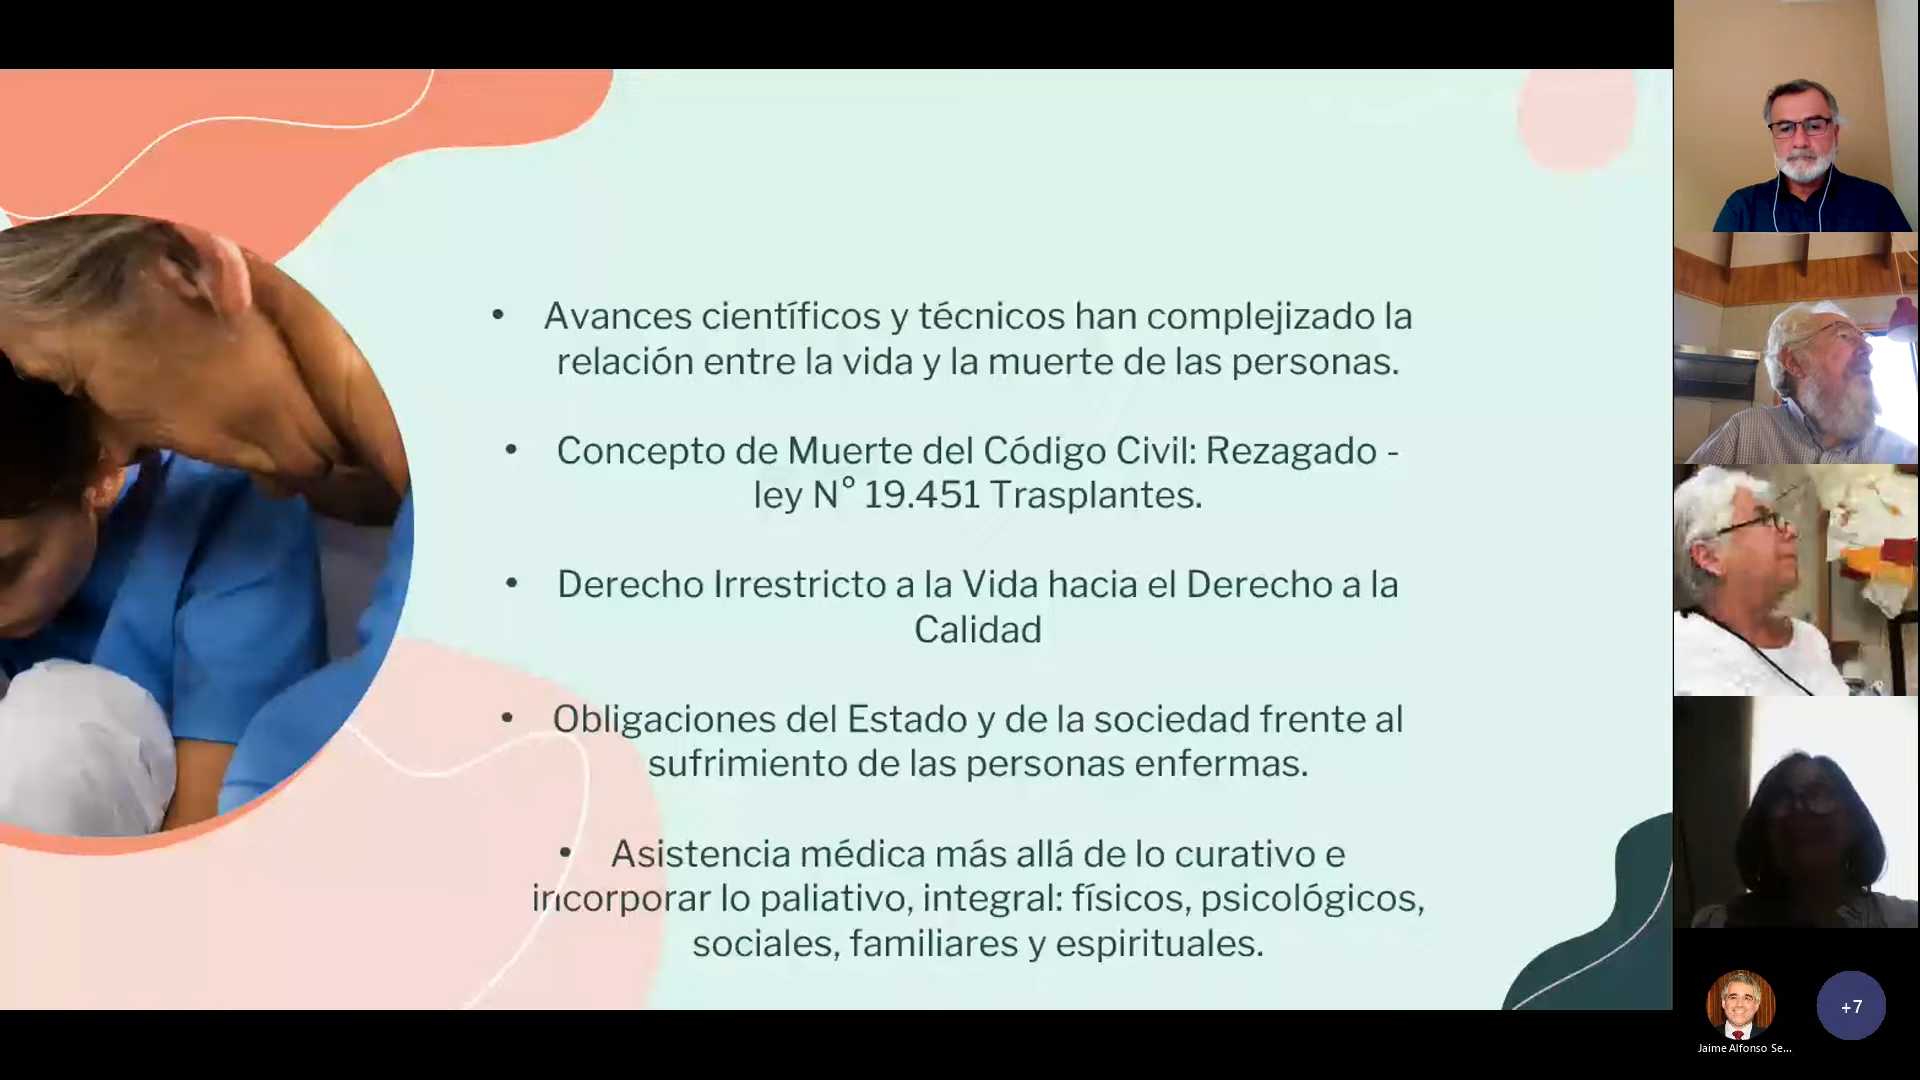 • Avances científicos y técnicos han complejizado la
relación entre la vida y la muerte de las personas.
• Concepto de Muerte del Código Civil: Rezagado -
ley N° 19.451 Trasplantes.
• Derecho Irrestricto a la Vida hacia el Derecho a la
Calidad
• Obligaciones del Estado y de la sociedad frente al
sufrimiento de las personas enfermas.
• Asistencia médica más allá de lo curativo e
incorporar lo paliativo, integral: físicos, psicológicos,
sociales, familiares y espirituales.
+7
Jaime Alfonso Se...